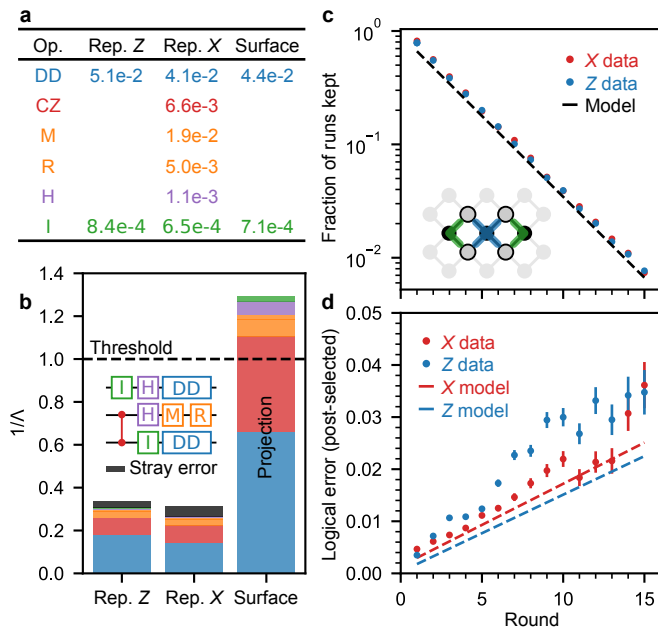 a
Op. Rep. Z Rep. X Surface
DD 5.1e-2 4.1e-2 4.4e-2
CZ 6.6e-3
M 1.9e-2
R 5.0e-3
H 1.1e-3
I 8.4e-4 6.5e-4 7.1e-4
b
1/Λ
1.4
1.2
1.0
0.8
0.6
0.4
0.2
0.0
Threshold
I H DD
H M R
I DD
Stray error
Projection
Rep. Z Rep. X Surface
c
Fraction of runs kept
10⁰
10⁻¹
10⁻²
X data
Z data
Model
d
Logical error (post-selected)
0.05
0.04
0.03
0.02
0.01
0.00
X data
Z data
X model
Z model
0 5 10 15
Round